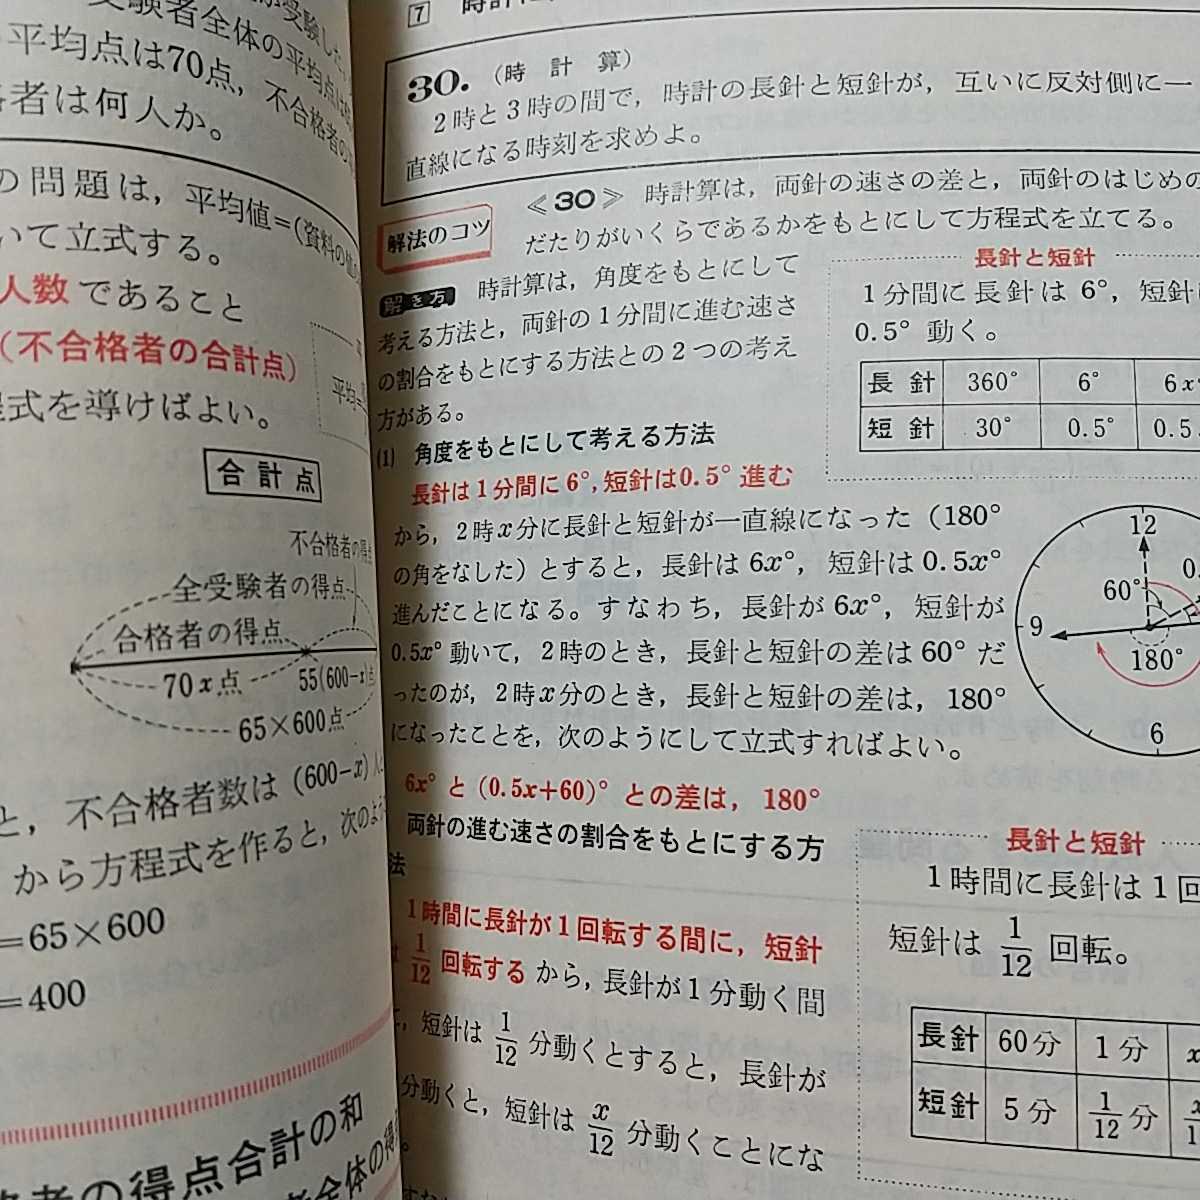 受験した
受験者全体の平均点は
平均点は70点，不合格者の
格者は何人か。
の問題は，平均値＝(資料の値の
いて立式する。
人数であること
(不合格者の合計点)
程式を導けばよい。
平均＝
合計点
不合格者の得点
全受験者の得点
合格者の得点
70x点
55(600−x)点
65×600点
と，不合格者数は(600−x)人
から方程式を作ると，次のよう
＝65×600
＝400
格者の得点合計の和
者全体の得
7 時計に
30.（時計算）
2時と3時の間で，時計の長針と短針が，互いに反対側に一
直線になる時刻を求めよ。
解法のコツ
≪30≫ 時計算は，両針の速さの差と，両針のはじめの
だたりがいくらであるかをもとにして方程式を立てる。
解き方 時計算は，角度をもとにして
考える方法と，両針の1分間に進む速さ
の割合をもとにする方法との2つの考え
方がある。
(1) 角度をもとにして考える方法
長針は1分間に6°，短針は0.5°進む
から，2時x分に長針と短針が一直線になった（180°
の角をなした）とすると，長針は6x°，短針は0.5x°
進んだことになる。すなわち，長針が6x°，短針が
0.5x°動いて，2時のとき，長針と短針の差は60°だ
ったのが，2時x分のとき，長針と短針の差は，180°
になったことを，次のようにして立式すればよい。
6x°と(0.5x+60)°との差は，180°
両針の進む速さの割合をもとにする方
法
1時間に長針が1回転する間に，短針
は1/12回転するから，長針が1分動く間
に，短針は1/12分動くとすると，長針が
分動くと，短針はx/12分動くことにな
。
長針と短針
1分間に長針は6°，短針は
0.5°動く。
長針 360° 6° 6x
短針 30° 0.5° 0.5
12
60°
0.
9
180°
6
長針と短針
1時間に長針は1回
短針は1/12回転。
長針 60分 1分 x
短針 5分 1/12分 x/1